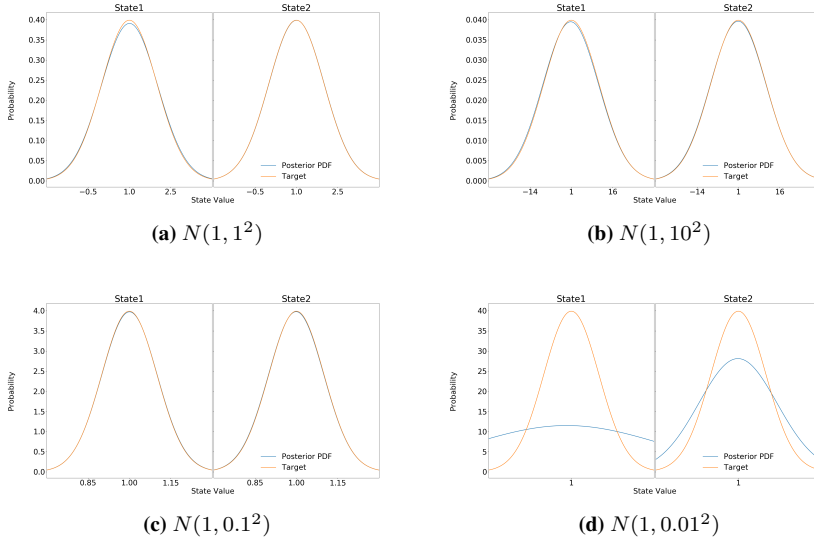 State1 State2
0.40
0.35
0.30
0.25
0.20
0.15
0.10
0.05
0.00
Probability
Posterior PDF
Target
−0.5 1.0 2.5 −0.5 1.0 2.5
State Value
(a) N(1, 1²)
State1 State2
0.040
0.035
0.030
0.025
0.020
0.015
0.010
0.005
0.000
Probability
Posterior PDF
Target
−14 1 16 −14 1 16
State Value
(b) N(1, 10²)
State1 State2
4.0
3.5
3.0
2.5
2.0
1.5
1.0
0.5
0.0
Probability
Posterior PDF
Target
0.85 1.00 1.15 0.85 1.00 1.15
State Value
(c) N(1, 0.1²)
State1 State2
40
35
30
25
20
15
10
5
0
Probability
Posterior PDF
Target
1 1
State Value
(d) N(1, 0.01²)